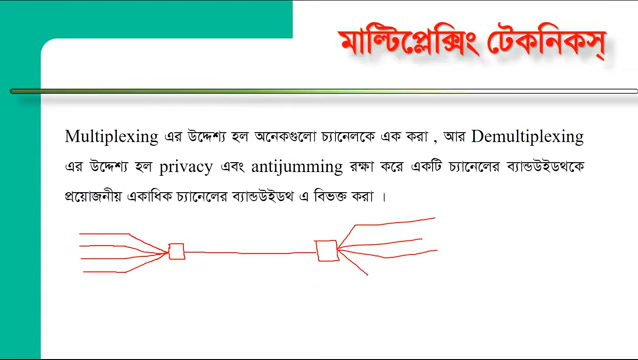 মাল্টিপ্লেক্সিং টেকনিকস্
Multiplexing এর উদ্দেশ্য হল অনেকগুলো চ্যানেলকে এক করা , আর Demultiplexing
এর উদ্দেশ্য হল privacy এবং antijumming রক্ষা করে একটি চ্যানেলের ব্যান্ডউইডথকে
প্রয়োজনীয় একাধিক চ্যানেলের ব্যান্ডউইডথ এ বিভক্ত করা ।